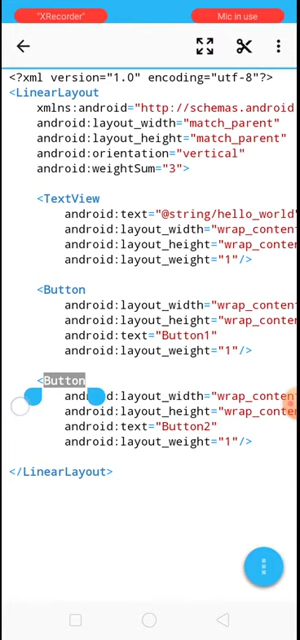 "XRecorder" Mic in use
<?xml version="1.0" encoding="utf-8"?>
<LinearLayout
xmlns:android="http://schemas.android
android:layout_width="match_parent"
android:layout_height="match_parent"
android:orientation="vertical"
android:weightSum="3">
<TextView
android:text="@string/hello_world"
android:layout_width="wrap_conten
android:layout_height="wrap_conte
android:layout_weight="1"/>
<Button
android:layout_width="wrap_conten
android:layout_height="wrap_conte
android:text="Button1"
android:layout_weight="1"/>
<Button
android:layout_width="wrap_conten
android:layout_height="wrap_conte
android:text="Button2"
android:layout_weight="1"/>
</LinearLayout>